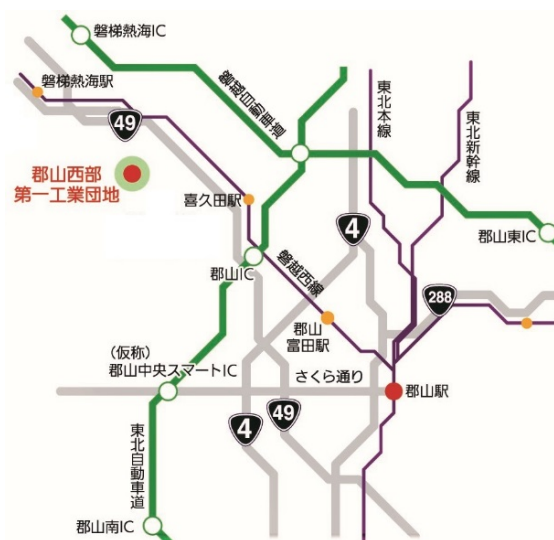 磐梯熱海IC
磐梯熱海駅
49
磐越自動車道
東北本線
東北新幹線
郡山西部
第一工業団地
喜久田駅
4
郡山東IC
郡山IC
磐越西線
288
郡山
富田駅
(仮称)
郡山中央スマートIC
さくら通り
郡山駅
4
49
東北自動車道
郡山南IC